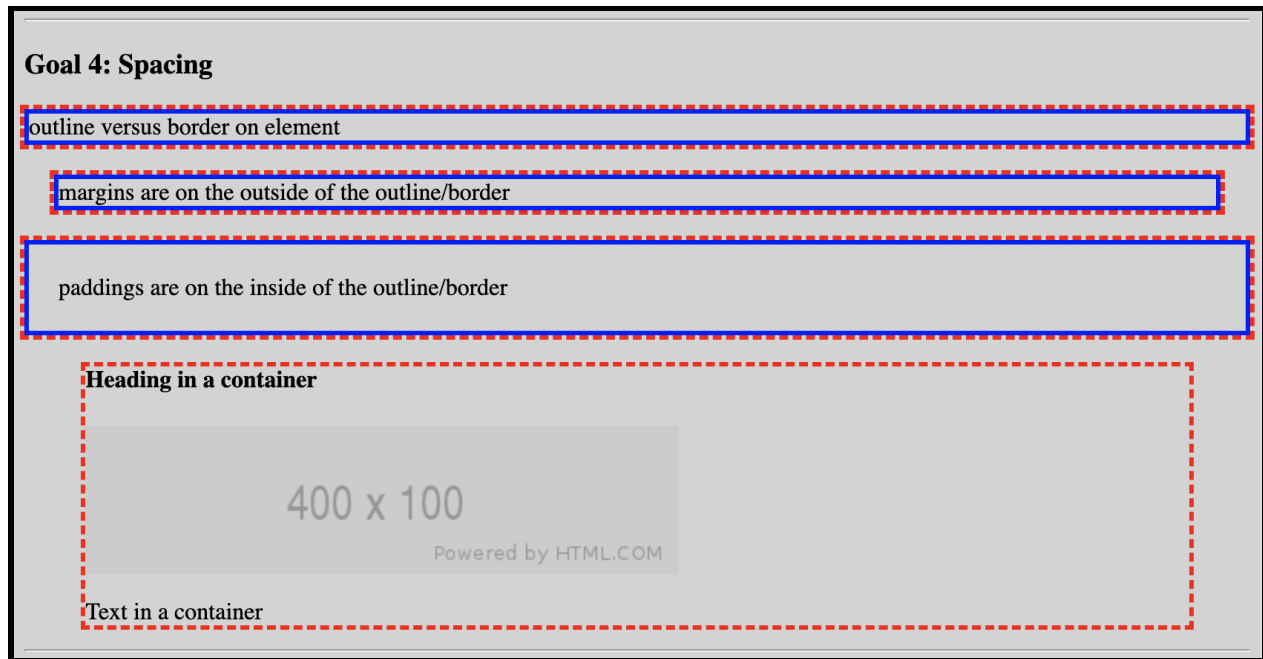 Goal 4: Spacing
outline versus border on element
margins are on the outside of the outline/border
paddings are on the inside of the outline/border
Heading in a container
400 x 100
Powered by HTML.COM
Text in a container